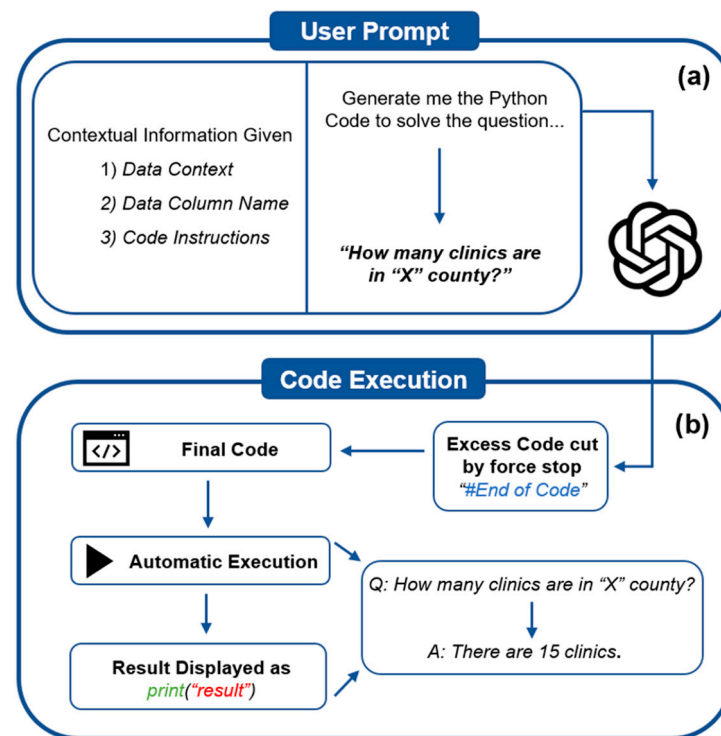 User Prompt
(a)
Contextual Information Given
1) Data Context
2) Data Column Name
3) Code Instructions
Generate me the Python
Code to solve the question...
“How many clinics are
in “X” county?”
Code Execution
(b)
</>
Final Code
Excess Code cut
by force stop
“#End of Code”
Automatic Execution
Result Displayed as
print(“result”)
Q: How many clinics are in “X” county?
A: There are 15 clinics.